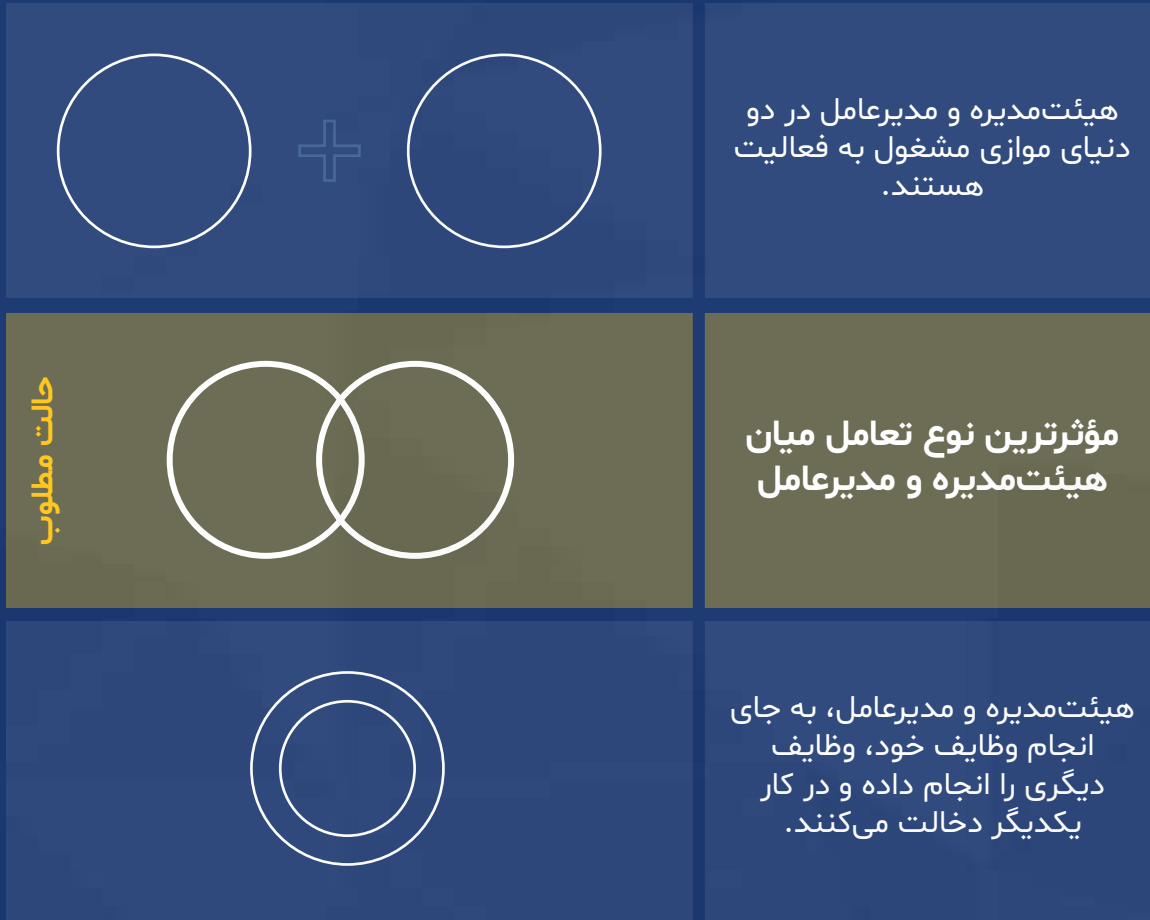 هیئت‌مدیره و مدیرعامل در دو
دنیای موازی مشغول به فعالیت
هستند.
مؤثرترین نوع تعامل میان
هیئت‌مدیره و مدیرعامل
حالت مطلوب
هیئت‌مدیره و مدیرعامل، به جای
انجام وظایف خود، وظایف
دیگری را انجام داده و در کار
یکدیگر دخالت می‌کنند.